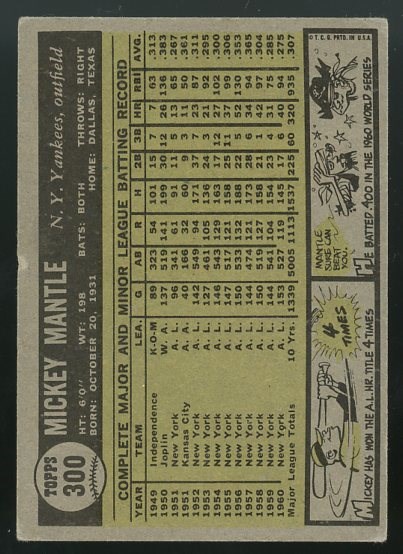 TOPPS
300
MICKEY MANTLE N. Y. Yankees, outfield
HT: 6'0" WT: 198 BATS: BOTH THROWS: RIGHT
BORN: OCTOBER 20, 1931 HOME: DALLAS, TEXAS
COMPLETE MAJOR AND MINOR LEAGUE BATTING RECORD
YEAR TEAM LEA. G AB R H 2B 3B HR RBI AVG.
1949 Independence K-O-M 89 323 54 101 15 7 7 63 .313
1950 Joplin W. A. 137 519 141 199 30 12 26 136 .383
1951 New York A. L. 96 341 61 91 11 5 13 65 .267
1951 Kansas City A. A. 40 166 32 60 9 3 11 50 .361
1952 New York A. L. 142 549 94 171 37 7 23 87 .311
1953 New York A. L. 127 461 105 136 24 3 21 92 .295
1954 New York A. L. 146 543 129 163 17 12 27 102 .300
1955 New York A. L. 147 517 121 158 25 11 37 99 .306
1956 New York A. L. 150 533 132 188 22 5 52 130 .353
1957 New York A. L. 144 474 121 173 28 6 34 94 .365
1958 New York A. L. 150 519 127 158 21 1 42 97 .304
1959 New York A. L. 144 541 104 154 23 4 31 75 .285
1960 New York A. L. 153 527 119 145 17 6 40 94 .275
Major League Totals 10 Yrs. 1339 5005 1113 1537 225 60 320 935 .307
4 TIMES
MICKEY HAS WON THE A.L. HR. TITLE 4 TIMES
MANTLE SURE CAN BEAT YOU
HE BATTED .400 IN THE 1960 WORLD SERIES
© T. C. G. PRTD. IN U.S.A.